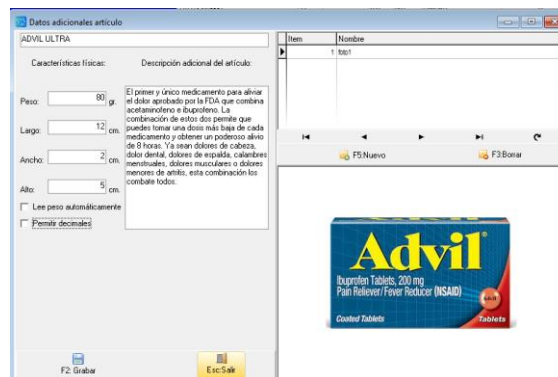 Datos adicionales artículo
ADVIL ULTRA
Características físicas:
Descripción adicional del artículo:
Peso: 80 gr.
Largo: 12 cm.
Ancho: 2 cm.
Alto: 5 cm.
Lee peso automáticamente
Permitir decimales
El primer y único medicamento para aliviar
el dolor aprobado por la FDA que combina
acetaminofeno e ibuprofeno. La
combinación de estos dos permite que
puedas tomar una dosis más baja de cada
medicamento y obtener un poderoso alivio
de 8 horas. Ya sean dolores de cabeza,
dolor dental, dolores de espalda, calambres
menstruales, dolores musculares o dolores
menores de artritis, esta combinación los
combate todos.
F2: Grabar
Esc:Salir
Item Nombre
1 foto1
F5:Nuevo
F3:Borrar
Advil
Ibuprofen Tablets, 200 mg
Pain Reliever/Fever Reducer (NSAID)
Coated Tablets
Advil
Tablets